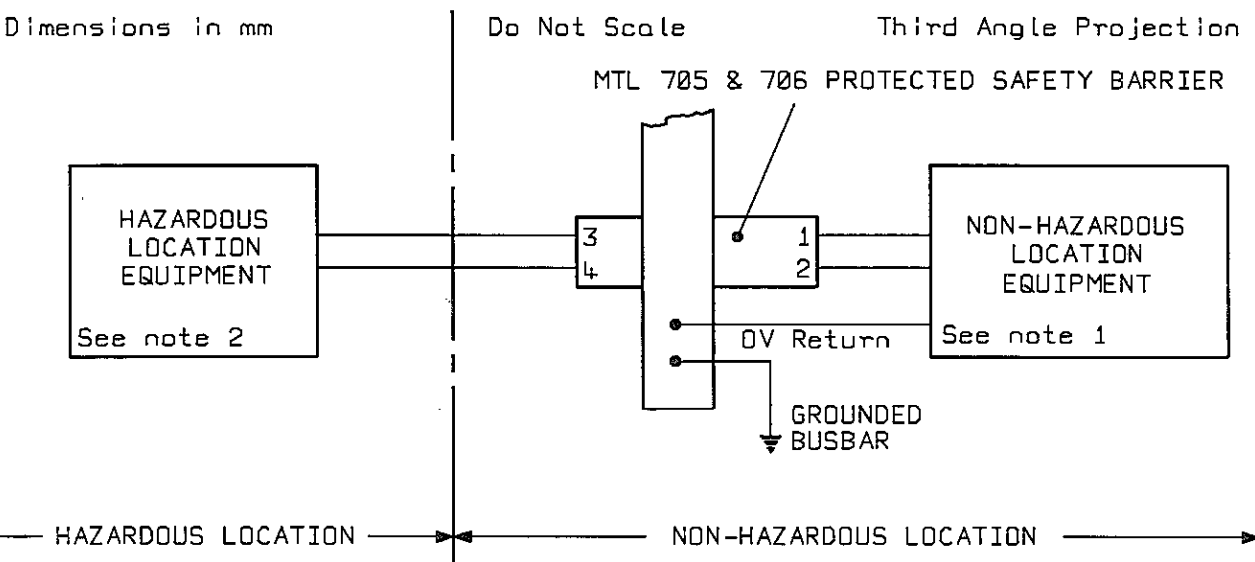 Dimensions in mm
Do Not Scale
Third Angle Projection
MTL 705 & 706 PROTECTED SAFETY BARRIER
HAZARDOUS
LOCATION
EQUIPMENT
See note 2
3
4
1
2
NON-HAZARDOUS
LOCATION
EQUIPMENT
See note 1
0V Return
GROUNDED
BUSBAR
HAZARDOUS LOCATION
NON-HAZARDOUS LOCATION